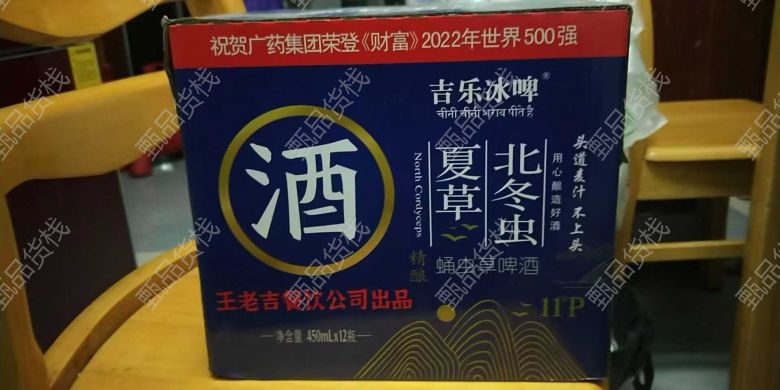 祝贺广药集团荣登《财富》2022年世界500强
吉乐冰啤®
चीनी चीनी शराब पीते है
酒
北冬虫
夏草
North Cordyceps
用心酿造好酒
头道麦汁 不上头
精酿
蛹虫草啤酒
王老吉餐饮公司出品
11°P
净含量 450mLx12瓶
甄品货栈